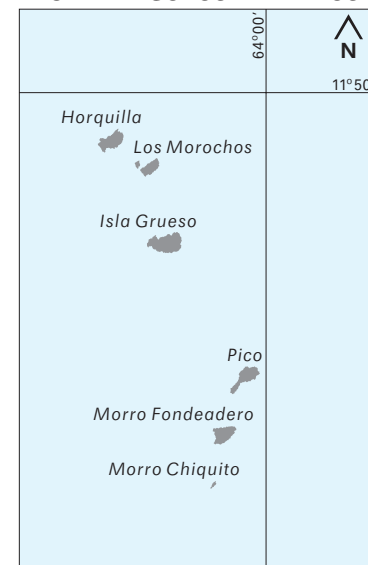 64°00'
N
11°50
Horquilla
Los Morochos
Isla Grueso
Pico
Morro Fondeadero
Morro Chiquito